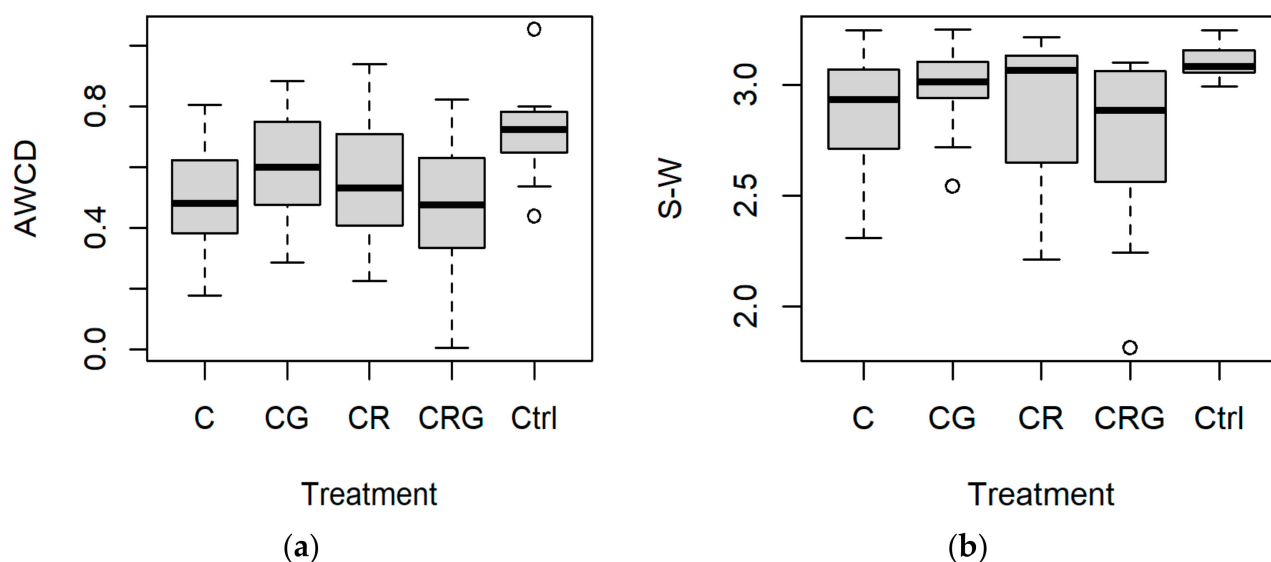 AWCD
0.0
0.4
0.8
C CG CR CRG Ctrl
Treatment
(a)
S-W
2.0
2.5
3.0
C CG CR CRG Ctrl
Treatment
(b)